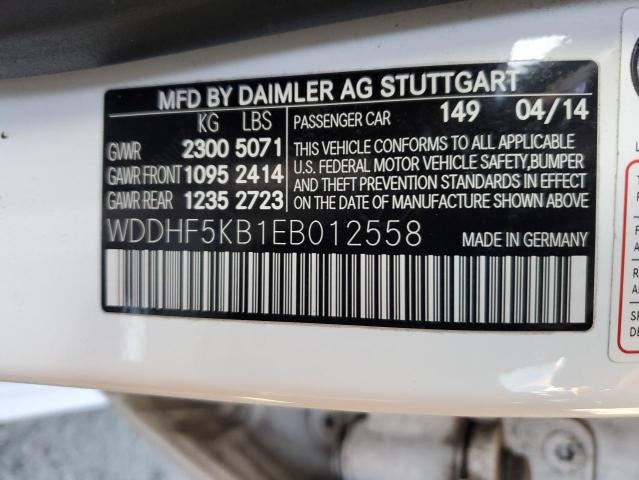 MFD BY DAIMLER AG STUTTGART
KG LBS PASSENGER CAR 149 04/14
GVWR 2300 5071
GAWR FRONT 1095 2414
GAWR REAR 1235 2723
THIS VEHICLE CONFORMS TO ALL APPLICABLE
U.S. FEDERAL MOTOR VEHICLE SAFETY,BUMPER
AND THEFT PREVENTION STANDARDS IN EFFECT
ON THE DATE OF MANUFACTURE SHOWN ABOVE.
WDDHF5KB1EB012558 MADE IN GERMANY